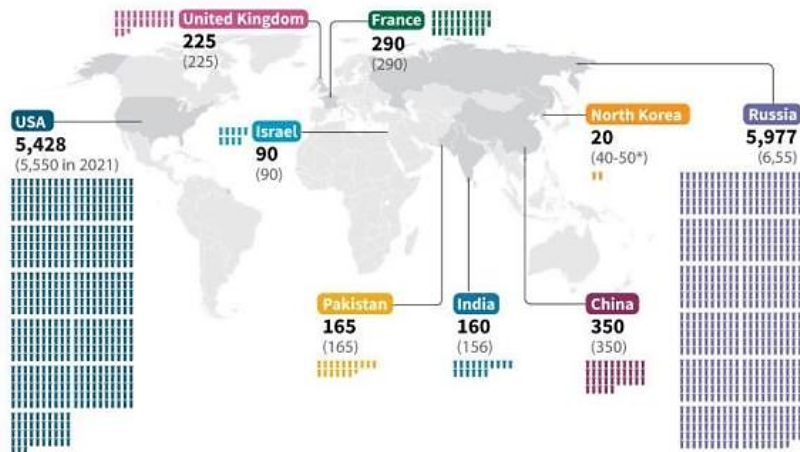 United Kingdom
225
(225)
France
290
(290)
USA
5,428
(5,550 in 2021)
Israel
90
(90)
North Korea
20
(40-50*)
Russia
5,977
(6,55)
Pakistan
165
(165)
India
160
(156)
China
350
(350)